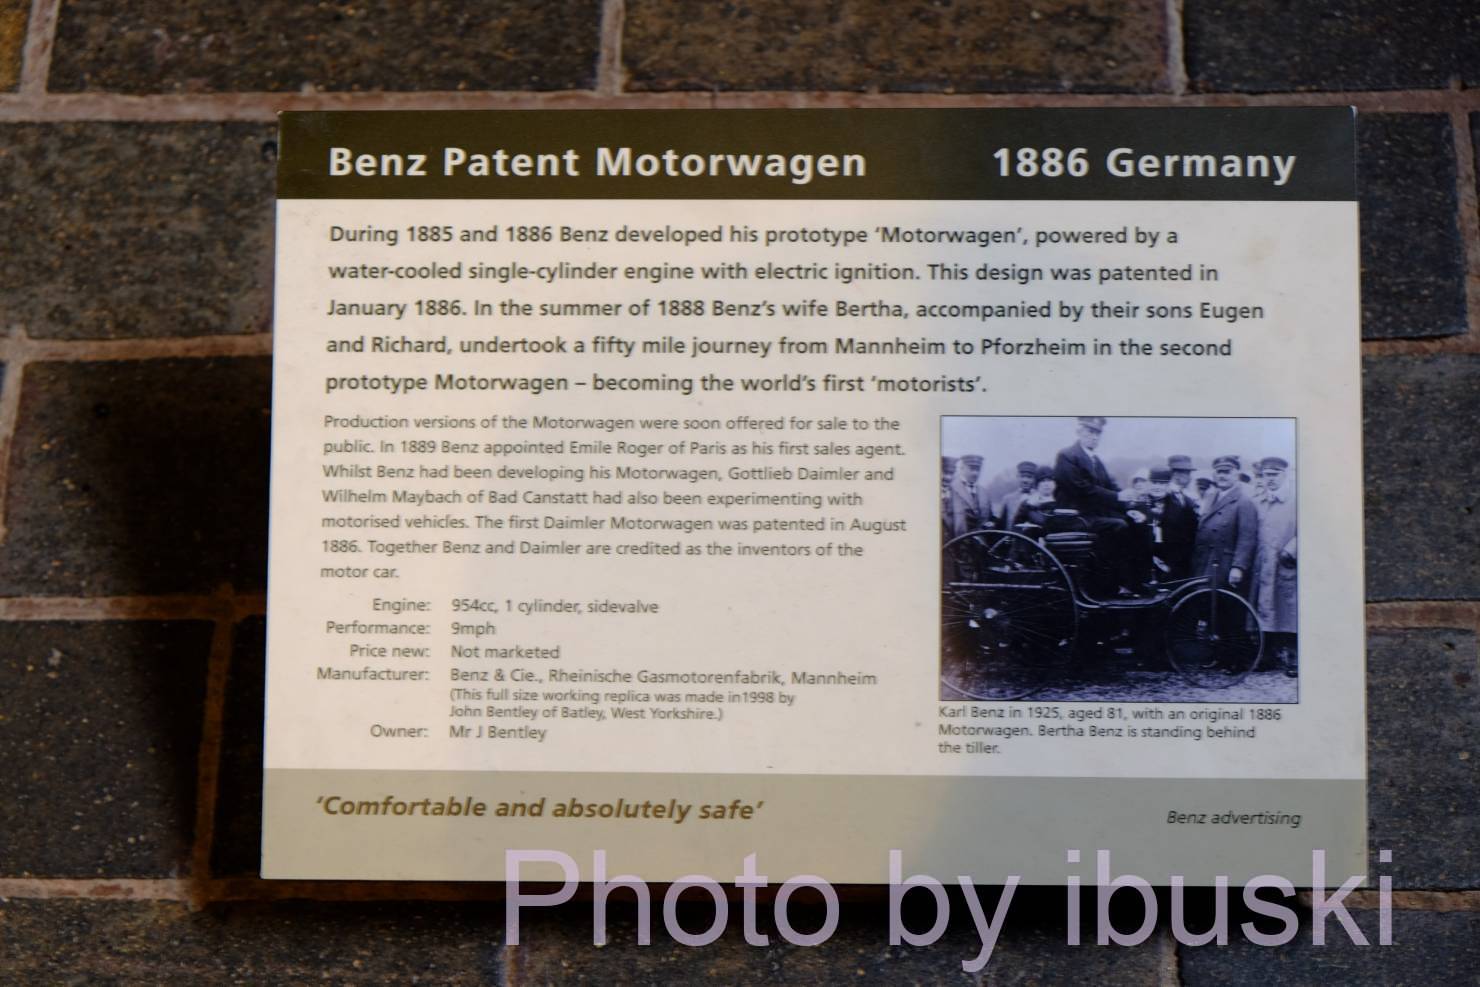 Benz Patent Motorwagen 1886 Germany
During 1885 and 1886 Benz developed his prototype ‘Motorwagen’, powered by a
water-cooled single-cylinder engine with electric ignition. This design was patented in
January 1886. In the summer of 1888 Benz’s wife Bertha, accompanied by their sons Eugen
and Richard, undertook a fifty mile journey from Mannheim to Pforzheim in the second
prototype Motorwagen – becoming the world’s first ‘motorists’.
Production versions of the Motorwagen were soon offered for sale to the
public. In 1889 Benz appointed Emile Roger of Paris as his first sales agent.
Whilst Benz had been developing his Motorwagen, Gottlieb Daimler and
Wilhelm Maybach of Bad Canstatt had also been experimenting with
motorised vehicles. The first Daimler Motorwagen was patented in August
1886. Together Benz and Daimler are credited as the inventors of the
motor car.
Engine: 954cc, 1 cylinder, sidevalve
Performance: 9mph
Price new: Not marketed
Manufacturer: Benz & Cie., Rheinische Gasmotorenfabrik, Mannheim
(This full size working replica was made in1998 by
John Bentley of Batley, West Yorkshire.)
Owner: Mr J Bentley
Karl Benz in 1925, aged 81, with an original 1886
Motorwagen. Bertha Benz is standing behind
the tiller.
‘Comfortable and absolutely safe’
Benz advertising
Photo by ibuski